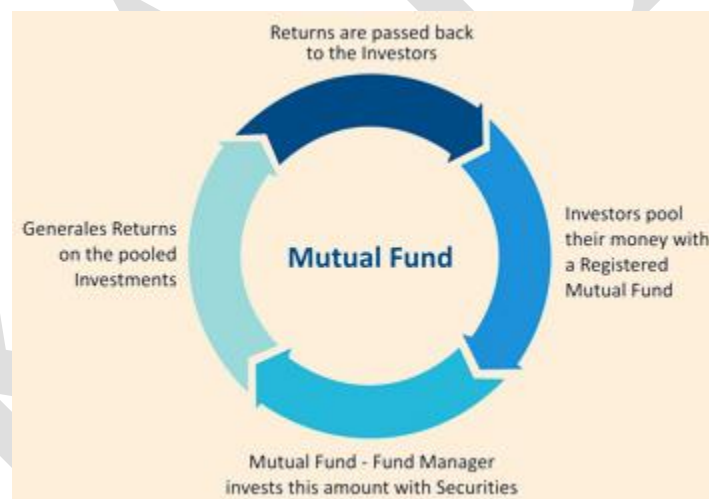 Returns are passed back
to the Investors
Investors pool
their money with
a Registered
Mutual Fund
Mutual Fund - Fund Manager
invests this amount with Securities
Generales Returns
on the pooled
Investments
Mutual Fund